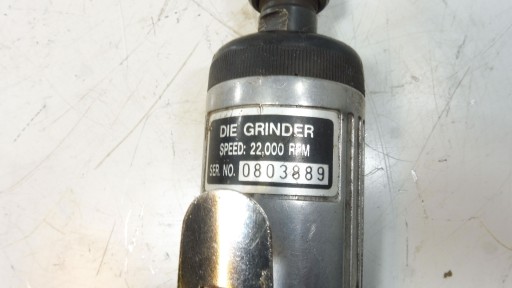 DIE GRINDER
SPEED: 22,000 RPM
SER. NO. 0803889